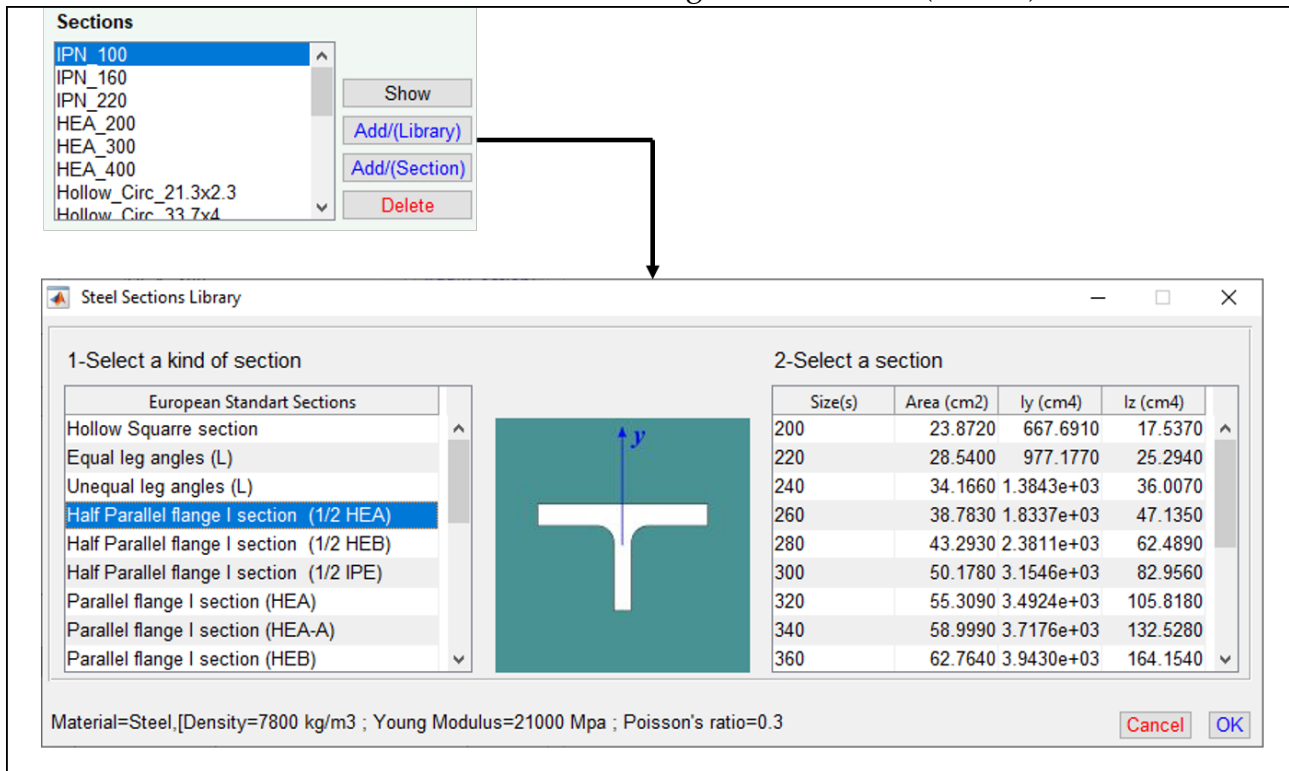 Sections
IPN_100
IPN_160
IPN_220
HEA_200
HEA_300
HEA_400
Hollow_Circ_21.3x2.3
Hollow_Circ_33.7x4
Show
Add/(Library)
Add/(Section)
Delete
Steel Sections Library
1-Select a kind of section
European Standart Sections
Hollow Squarre section
Equal leg angles (L)
Unequal leg angles (L)
Half Parallel flange I section (1/2 HEA)
Half Parallel flange I section (1/2 HEB)
Half Parallel flange I section (1/2 IPE)
Parallel flange I section (HEA)
Parallel flange I section (HEA-A)
Parallel flange I section (HEB)
y
2-Select a section
Size(s) Area (cm2) Iy (cm4) Iz (cm4)
200 23.8720 667.6910 17.5370
220 28.5400 977.1770 25.2940
240 34.1660 1.3843e+03 36.0070
260 38.7830 1.8337e+03 47.1350
280 43.2930 2.3811e+03 62.4890
300 50.1780 3.1546e+03 82.9560
320 55.3090 3.4924e+03 105.8180
340 58.9990 3.7176e+03 132.5280
360 62.7640 3.9430e+03 164.1540
Material=Steel,[Density=7800 kg/m3 ; Young Modulus=21000 Mpa ; Poisson's ratio=0.3
Cancel
OK